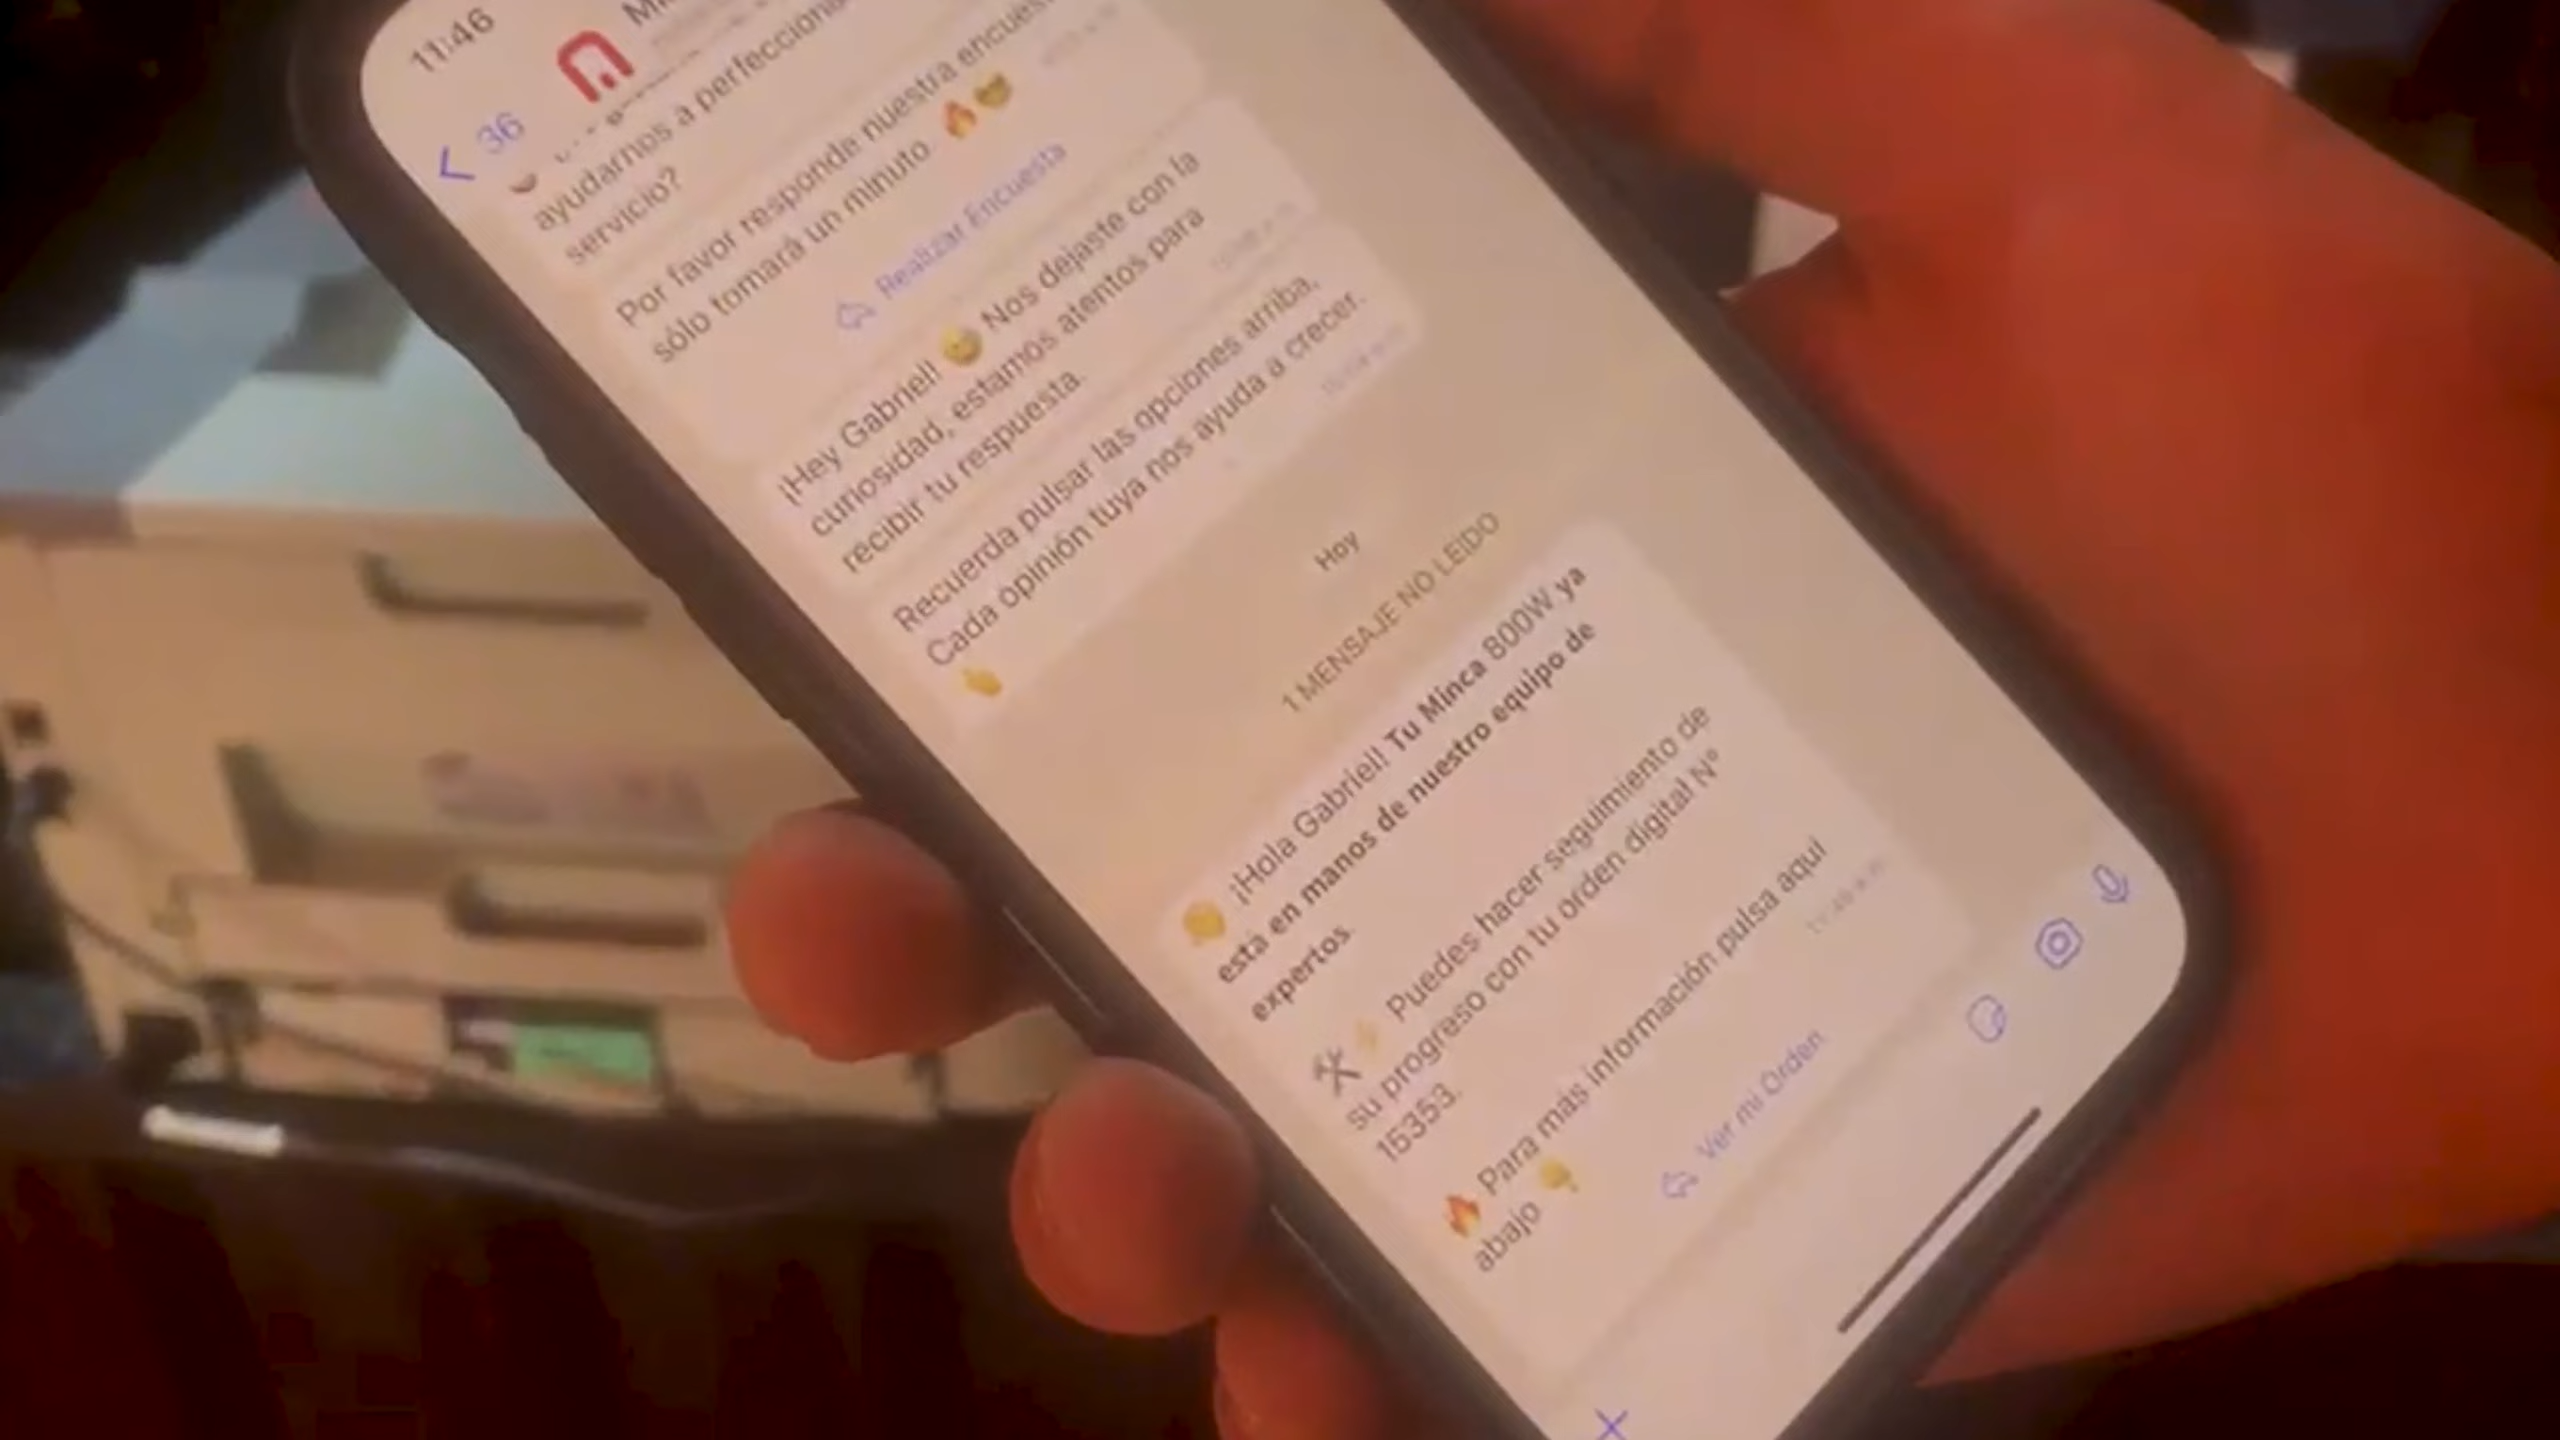 11:46
36
ayudarnos a
servicio?
Por favor responde nuestra
sólo tomará un minuto 🔥😎
Realizar Encuesta
¡Hey Gabriel! Nos dejaste con la
curiosidad, estamos atentos para
recibir tu respuesta.
Recuerda pulsar las opciones arriba.
Cada opinión tuya nos ayuda a crecer.
Hoy
1 MENSAJE NO LEÍDO
¡Hola Gabriel! Tu Minca 800W ya
está en manos de nuestro equipo de
expertos.
Puedes hacer seguimiento de
su progreso con tu orden digital N°
15353.
🔥 Para más información pulsa aquí
abajo 👇
Ver mi Orden